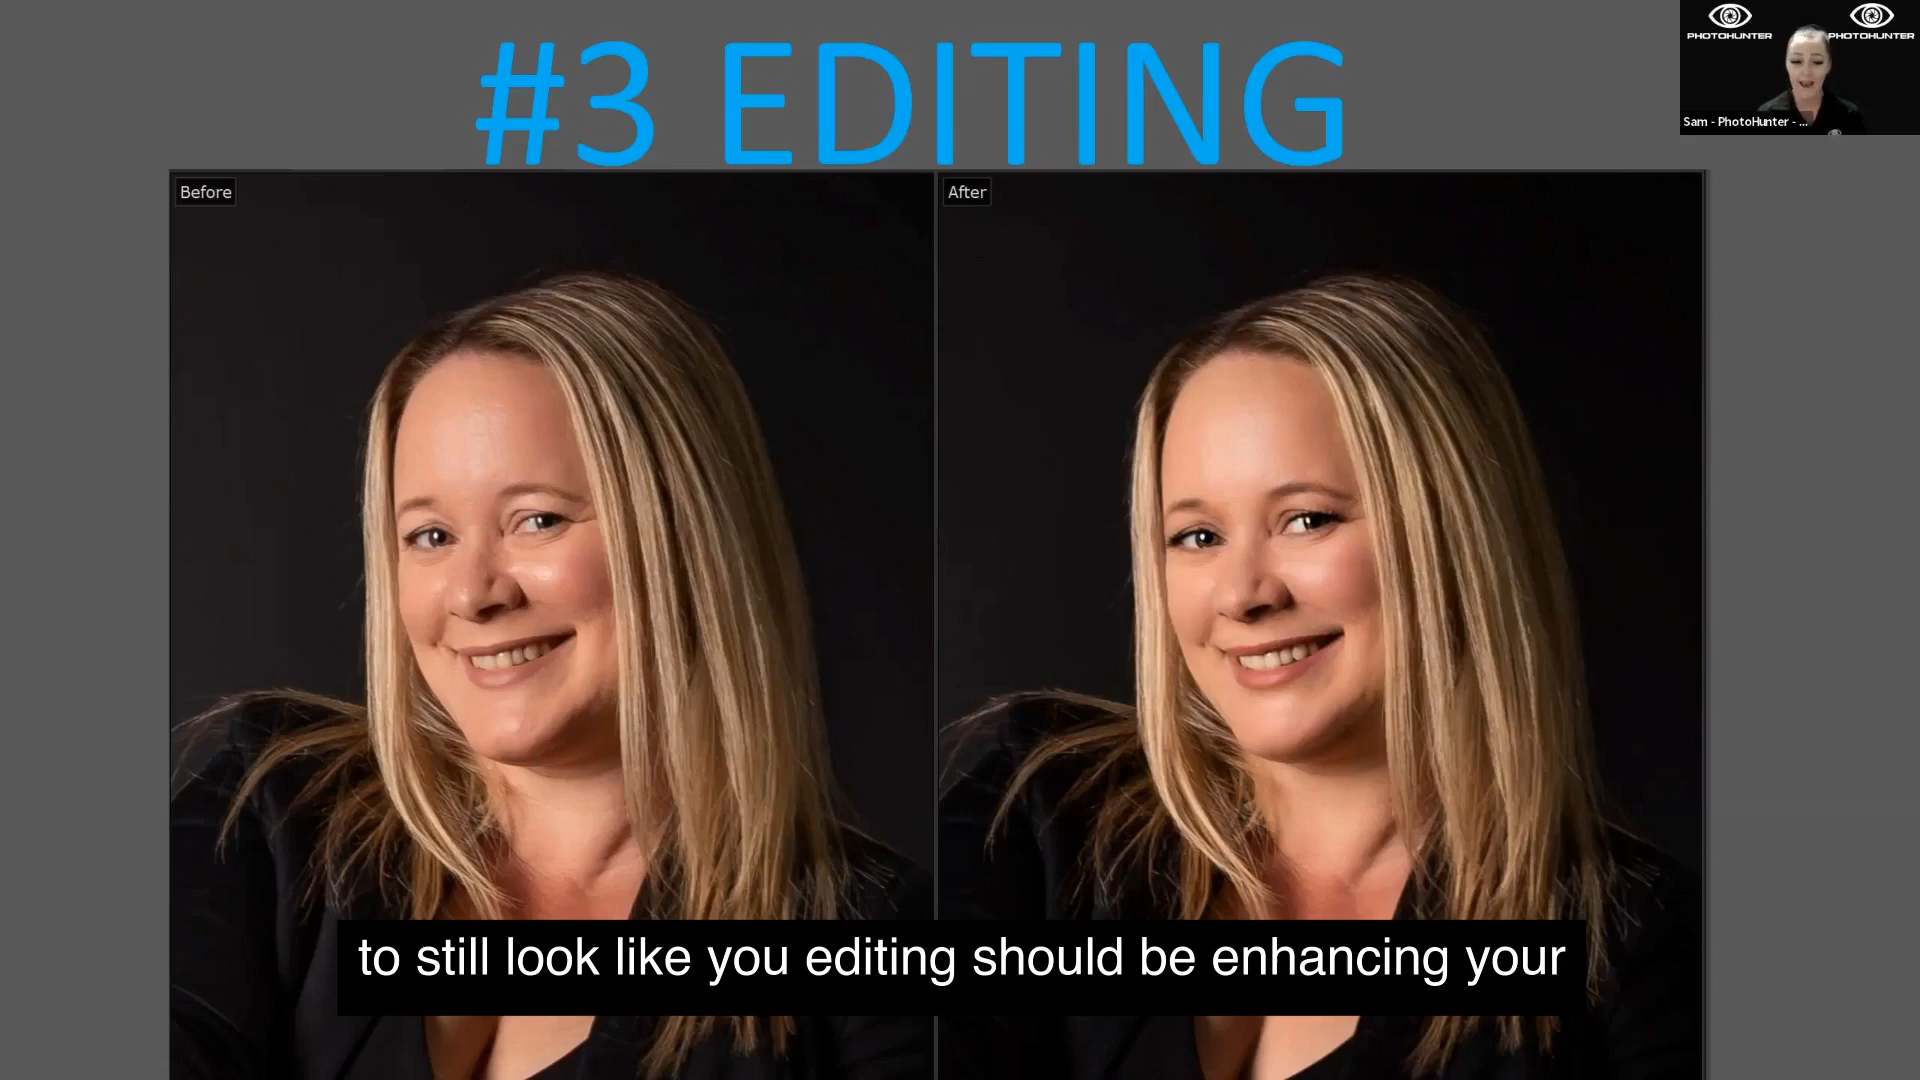 #3 EDITING
PHOTOHUNTER
PHOTOHUNTER
Sam - PhotoHunter - ...
Before
After
to still look like you editing should be enhancing your